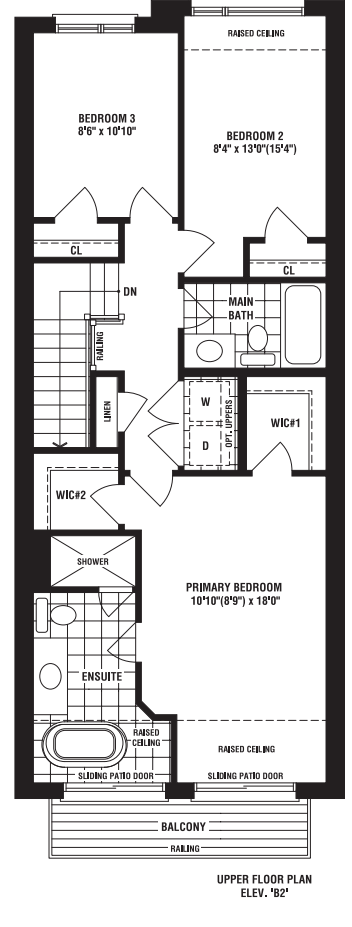 RAISED CEILING
BEDROOM 3
8'6" x 10'10"
BEDROOM 2
8'4" x 13'0"(15'4")
CL
CL
DN
MAIN
BATH
RAILING
LINEN
W
D
OPT. UPPERS
WIC#1
WIC#2
SHOWER
PRIMARY BEDROOM
10'10"(8'9") x 18'0"
ENSUITE
RAISED
CEILING
RAISED CEILING
SLIDING PATIO DOOR
SLIDING PATIO DOOR
BALCONY
RAILING
UPPER FLOOR PLAN
ELEV. 'B2'